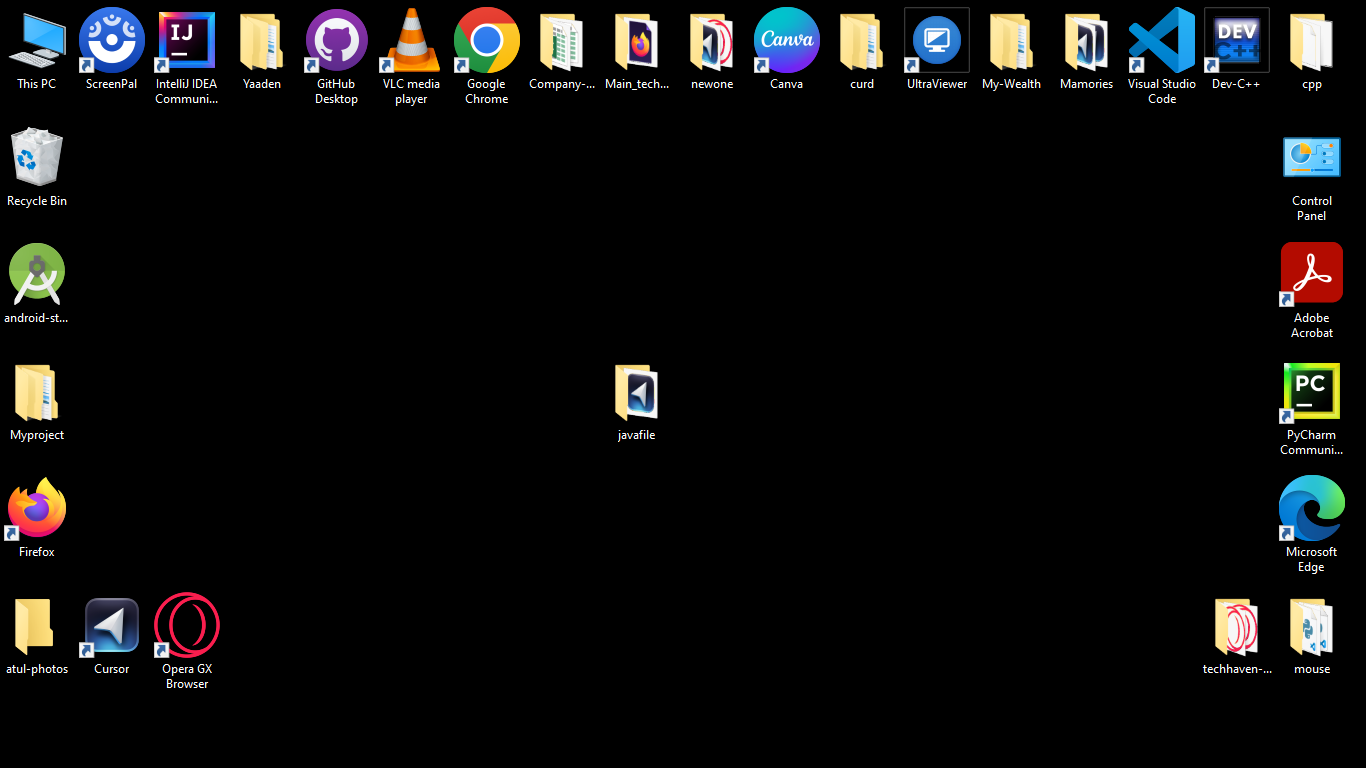 This PC
ScreenPal
IntelliJ IDEA
Communi...
Yaaden
GitHub
Desktop
VLC media
player
Google
Chrome
Company-...
Main_tech...
newone
Canva
Canva
curd
UltraViewer
My-Wealth
Mamories
Visual Studio
Code
DEV
C++
Dev-C++
cpp
IJ
Recycle Bin
Control
Panel
android-st...
Adobe
Acrobat
Myproject
javafile
PC
PyCharm
Communi...
Firefox
Microsoft
Edge
atul-photos
Cursor
Opera GX
Browser
techhaven-...
mouse